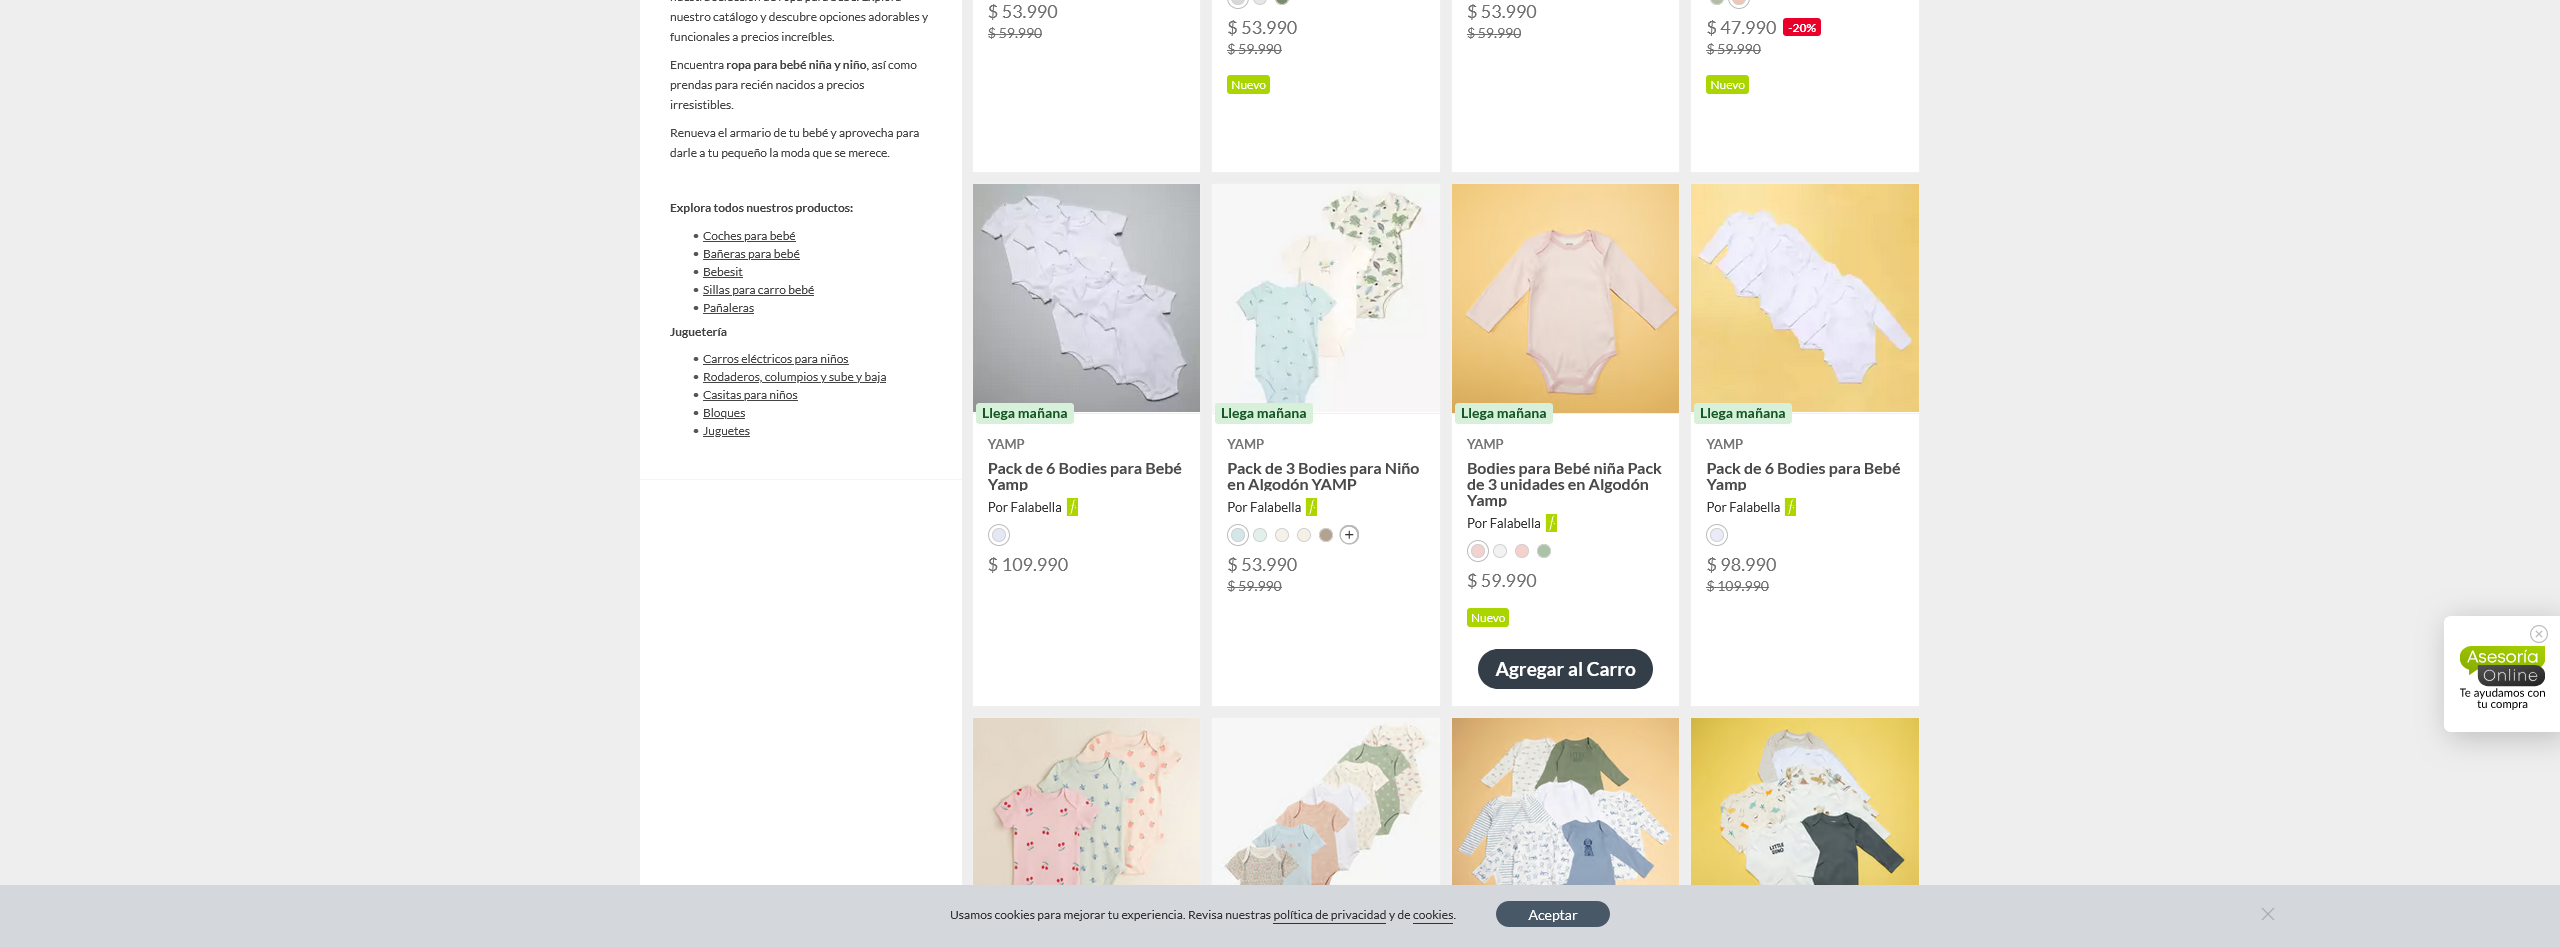 nuestro catálogo y descubre opciones adorables y
funcionales a precios increíbles.
Encuentra ropa para bebé niña y niño, así como
prendas para recién nacidos a precios
irresistibles.
Renueva el armario de tu bebé y aprovecha para
darle a tu pequeño la moda que se merece.
Explora todos nuestros productos:
• Coches para bebé
• Bañeras para bebé
• Bebesit
• Sillas para carro bebé
• Pañaleras
Juguetería
• Carros eléctricos para niños
• Rodaderos, columpios y sube y baja
• Casitas para niños
• Bloques
• Juguetes
$ 53.990
$ 59.990
$ 53.990
$ 59.990
Nuevo
$ 53.990
$ 59.990
$ 47.990 -20%
$ 59.990
Nuevo
Llega mañana
YAMP
Pack de 6 Bodies para Bebé
Yamp
Por Falabella
$ 109.990
Llega mañana
YAMP
Pack de 3 Bodies para Niño
en Algodón YAMP
Por Falabella
+
$ 53.990
$ 59.990
Llega mañana
YAMP
Bodies para Bebé niña Pack
de 3 unidades en Algodón
Yamp
Por Falabella
$ 59.990
Nuevo
Agregar al Carro
Llega mañana
YAMP
Pack de 6 Bodies para Bebé
Yamp
Por Falabella
$ 98.990
$ 109.990
Asesoría
Online
Te ayudamos con
tu compra
Usamos cookies para mejorar tu experiencia. Revisa nuestras política de privacidad y de cookies.
Aceptar